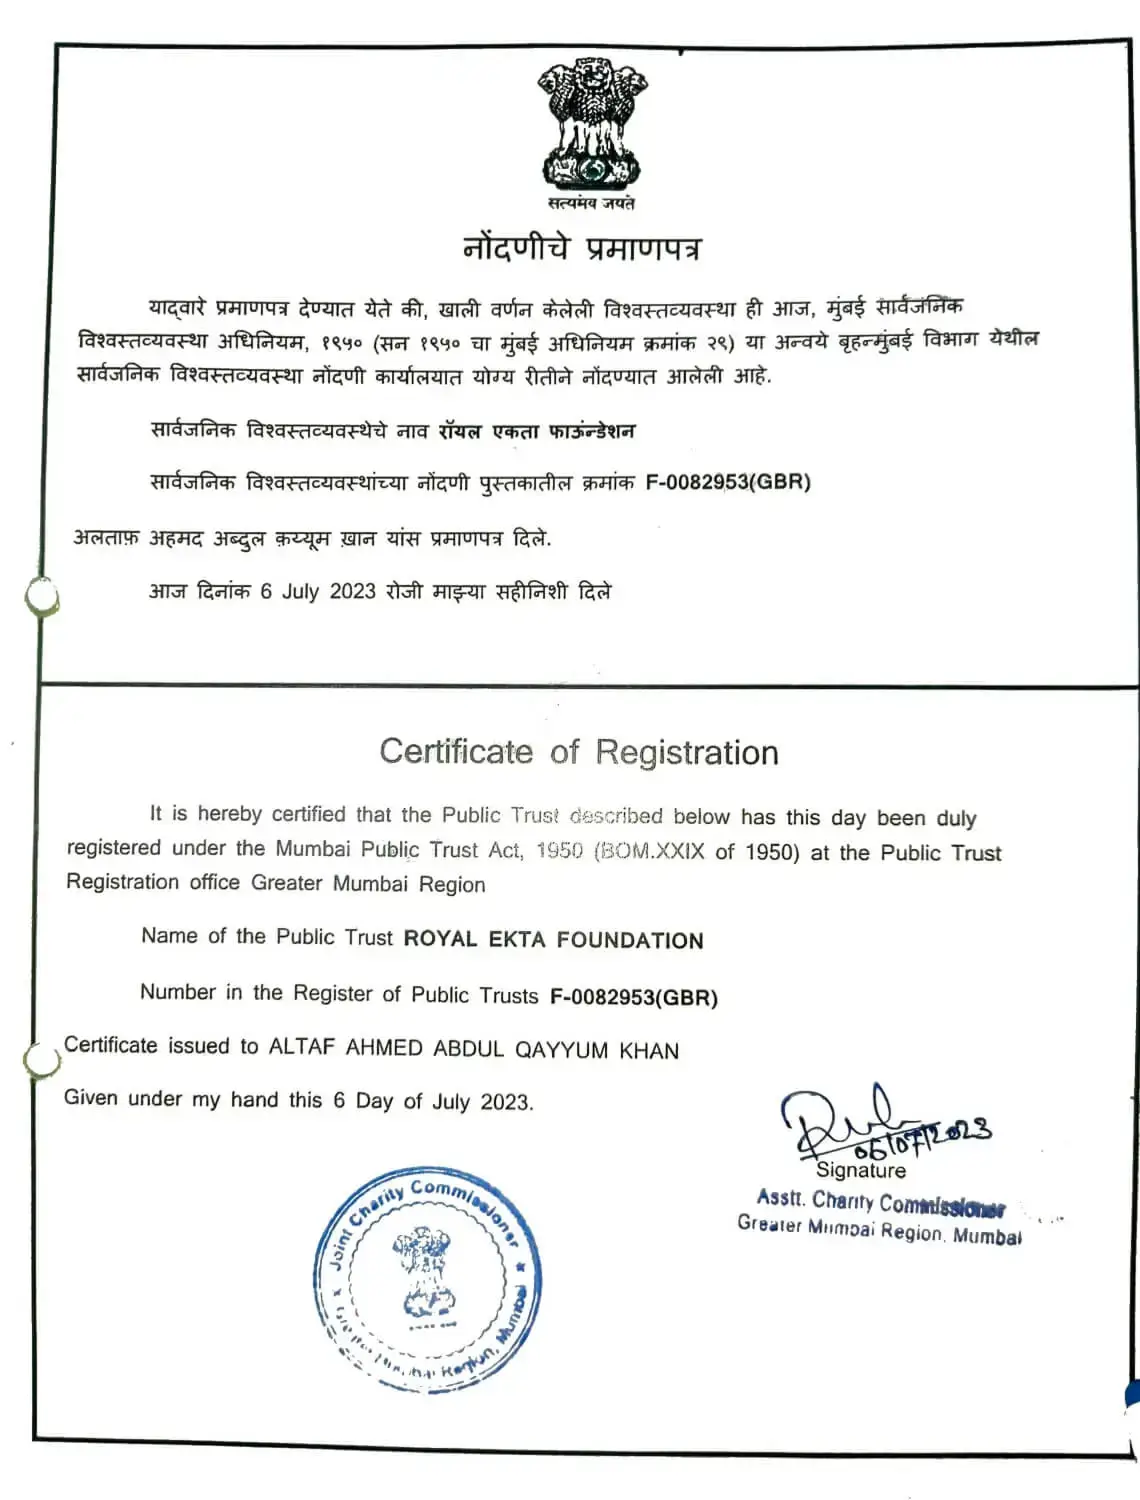 सत्यमेव जयते
नोंदणीचे प्रमाणपत्र
याद्वारे प्रमाणपत्र देण्यात येते की, खाली वर्णन केलेली विश्वस्तव्यवस्था ही आज, मुंबई सार्वजनिक
विश्वस्तव्यवस्था अधिनियम, १९५० (सन १९५० चा मुंबई अधिनियम क्रमांक २९) या अन्वये बृहन्मुंबई विभाग येथील
सार्वजनिक विश्वस्तव्यवस्था नोंदणी कार्यालयात योग्य रीतीने नोंदण्यात आलेली आहे.
सार्वजनिक विश्वस्तव्यवस्थेचे नाव रॉयल एकता फाऊंन्डेशन
सार्वजनिक विश्वस्तव्यवस्थांच्या नोंदणी पुस्तकातील क्रमांक F-0082953(GBR)
अलताफ़ अहमद अब्दुल क़य्यूम ख़ान यांस प्रमाणपत्र दिले.
आज दिनांक 6 July 2023 रोजी माझ्या सहीनिशी दिले
Certificate of Registration
It is hereby certified that the Public Trust described below has this day been duly
registered under the Mumbai Public Trust Act, 1950 (BOM.XXIX of 1950) at the Public Trust
Registration office Greater Mumbai Region
Name of the Public Trust ROYAL EKTA FOUNDATION
Number in the Register of Public Trusts F-0082953(GBR)
Certificate issued to ALTAF AHMED ABDUL QAYYUM KHAN
Given under my hand this 6 Day of July 2023.
06/07/2023
Signature
Asstt. Charity Commissioner
Greater Mumbai Region, Mumbai
Joint Charity Commissioner ★
Region, Mumbai